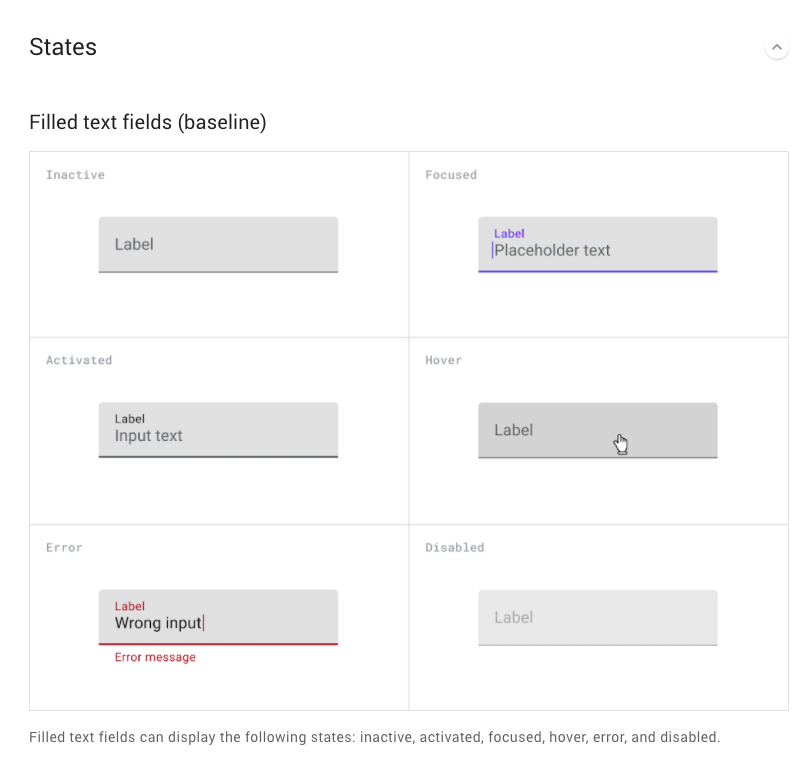 States
Filled text fields (baseline)
Inactive
Label
Focused
Label
Placeholder text
Activated
Label
Input text
Hover
Label
Error
Label
Wrong input
Error message
Disabled
Label
Filled text fields can display the following states: inactive, activated, focused, hover, error, and disabled.